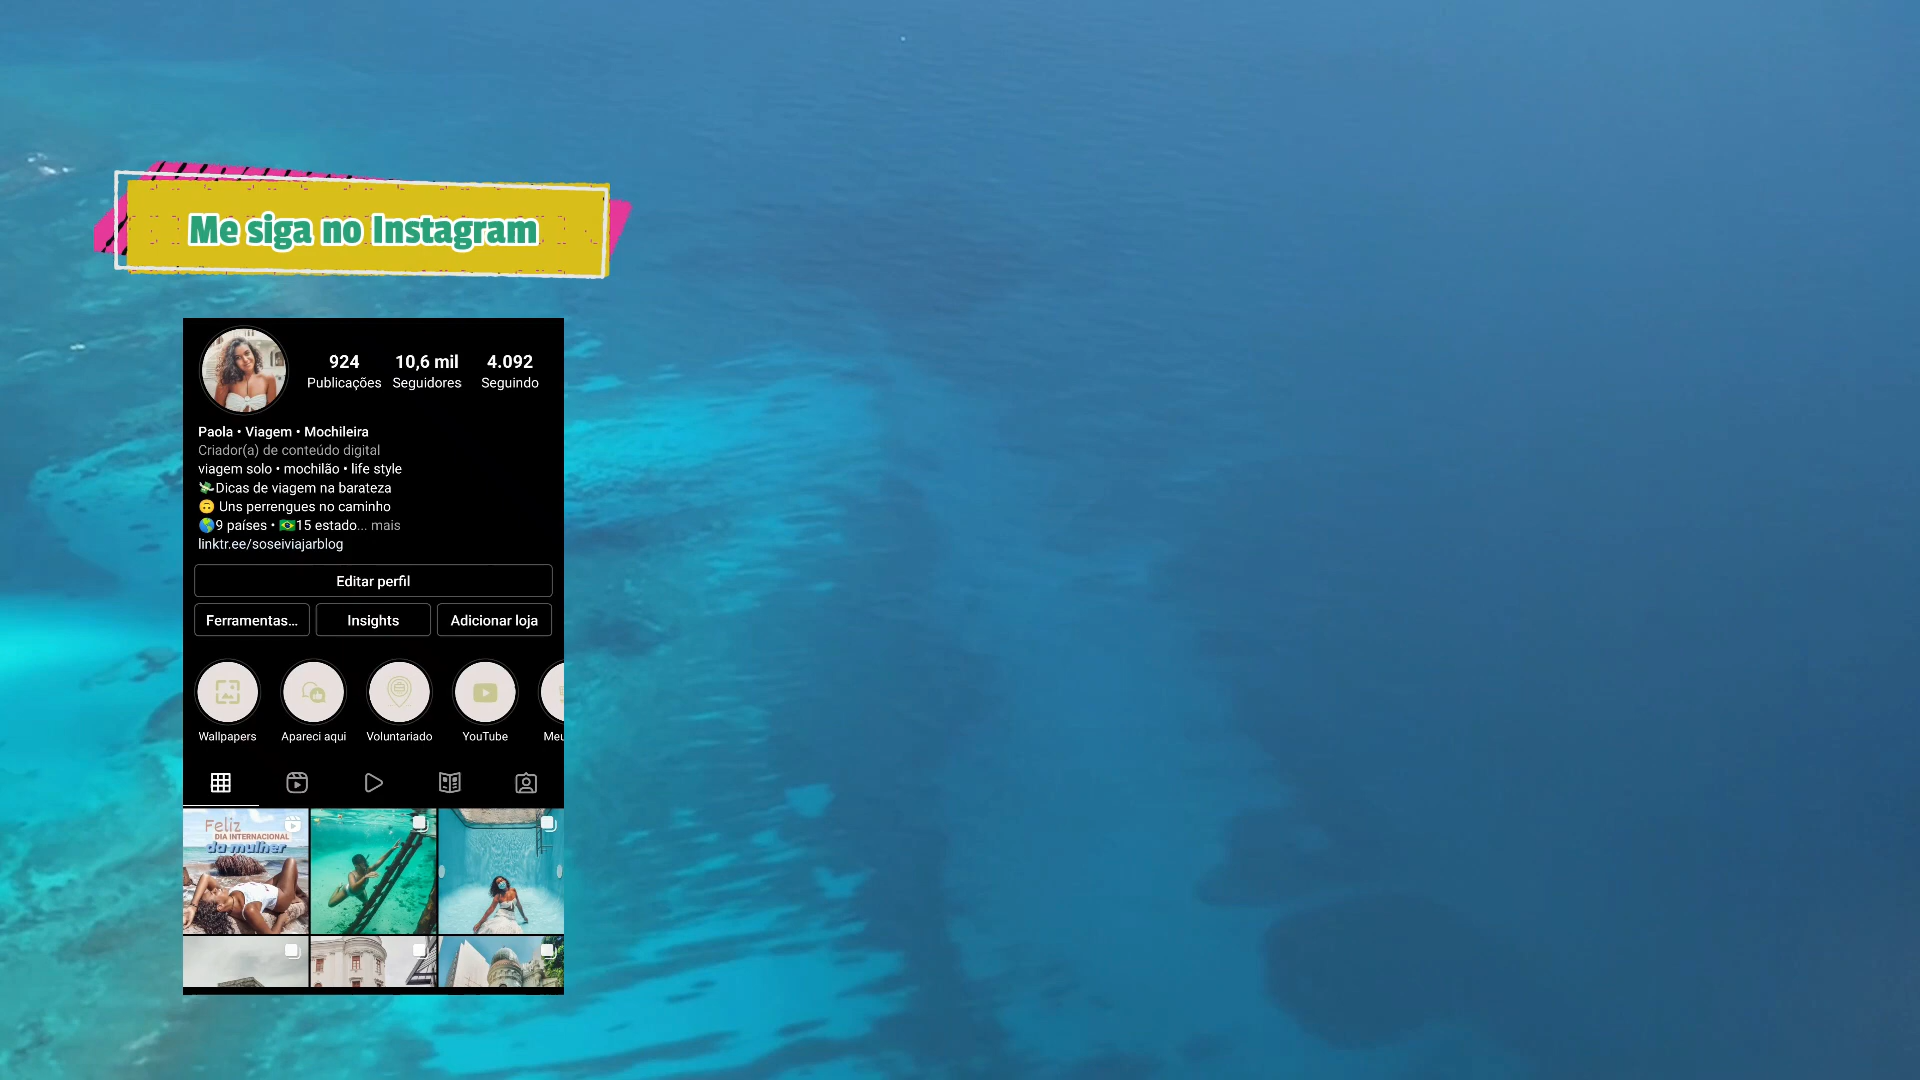 Me siga no Instagram
924 10,6 mil 4.092
Publicações Seguidores Seguindo
Paola • Viagem • Mochileira
Criador(a) de conteúdo digital
viagem solo • mochilão • life style
💸Dicas de viagem na barateza
🙃 Uns perrengues no caminho
🌎9 países • 🇧🇷15 estado... mais
linktr.ee/soseiviajarblog
Editar perfil
Ferramentas... Insights Adicionar loja
Wallpapers Apareci aqui Voluntariado YouTube Meu
Feliz
DIA INTERNACIONAL
da mulher